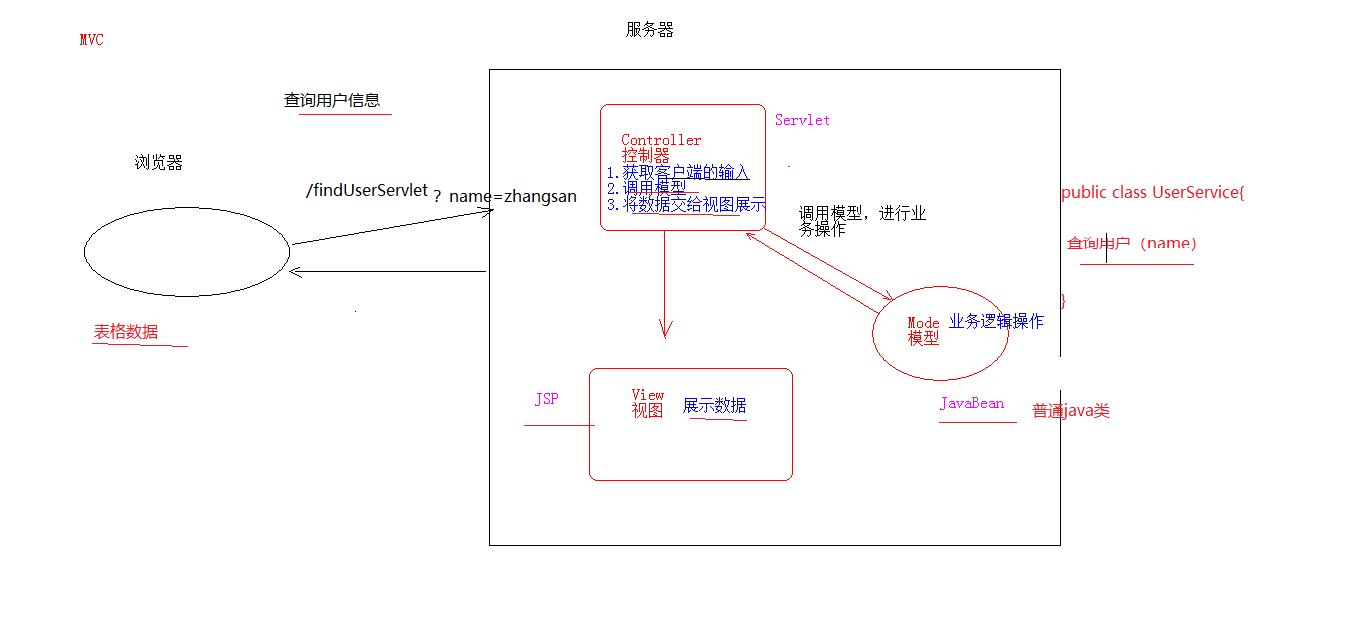 MVC
服务器
查询用户信息
浏览器
/findUserServlet
？name=zhangsan
表格数据
Controller
控制器
1.获取客户端的输入
2.调用模型
3.将数据交给视图展示
Servlet
调用模型，进行业
务操作
public class UserService{
查询用户（name）
}
Mode
模型
业务逻辑操作
JSP
View
视图
展示数据
JavaBean
普通java类